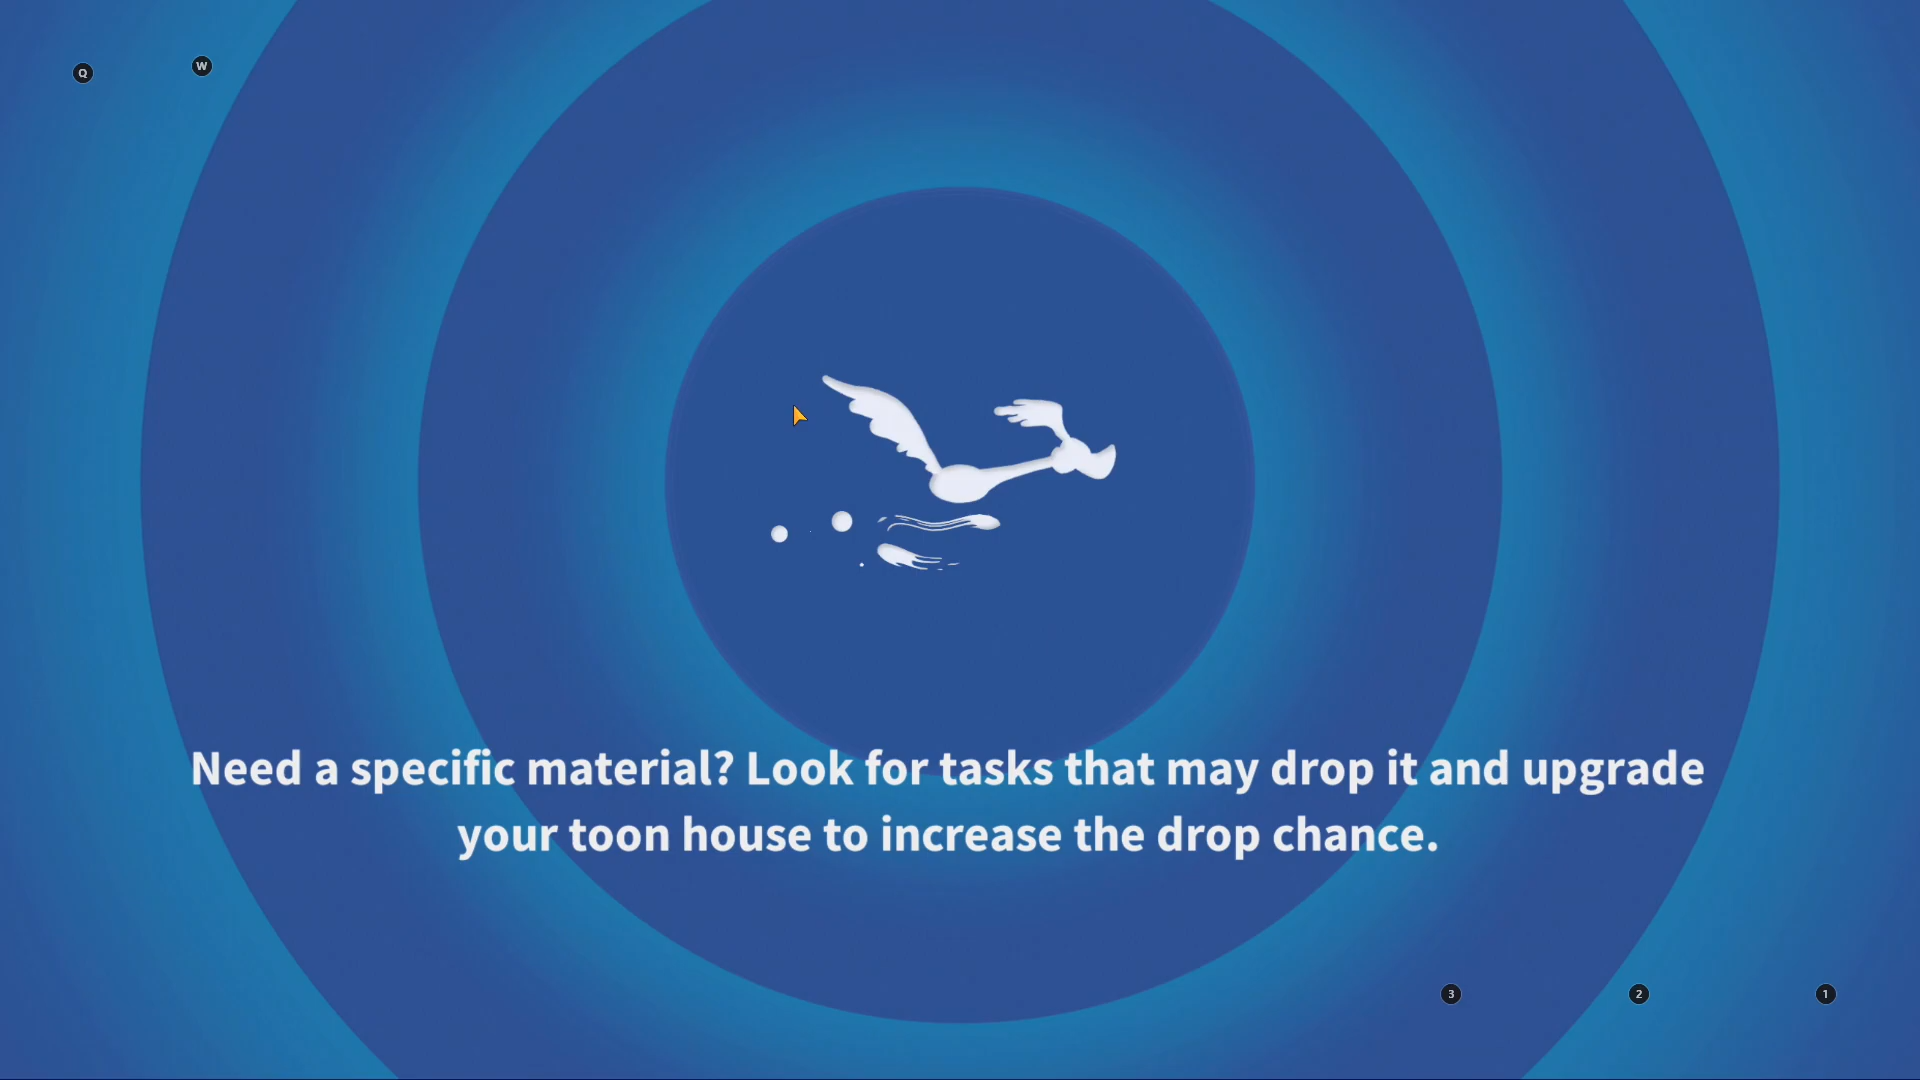 Q
W
Need a specific material? Look for tasks that may drop it and upgrade
your toon house to increase the drop chance.
3
2
1